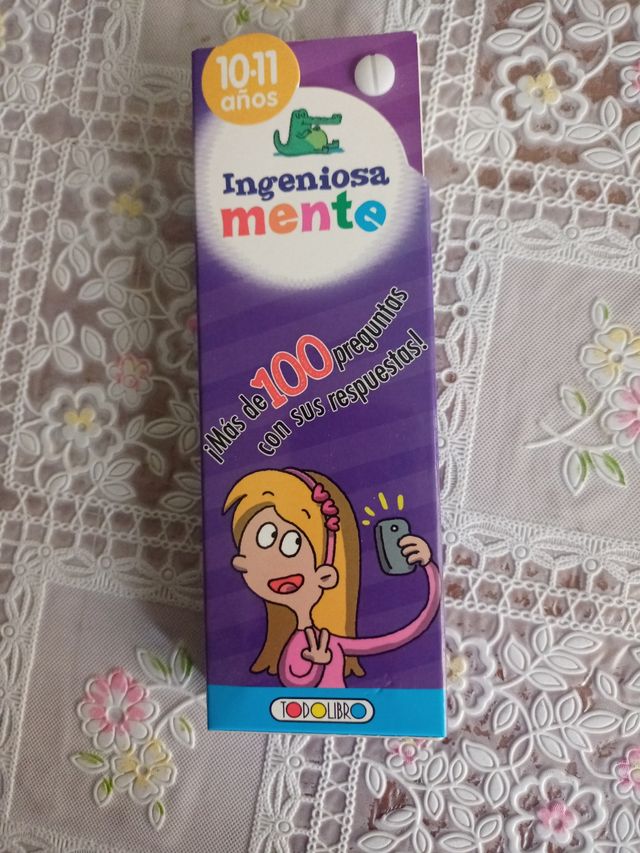 10-11
años
Ingeniosa
mente
¡Más de 100 preguntas
con sus respuestas!
TODOLIBRO